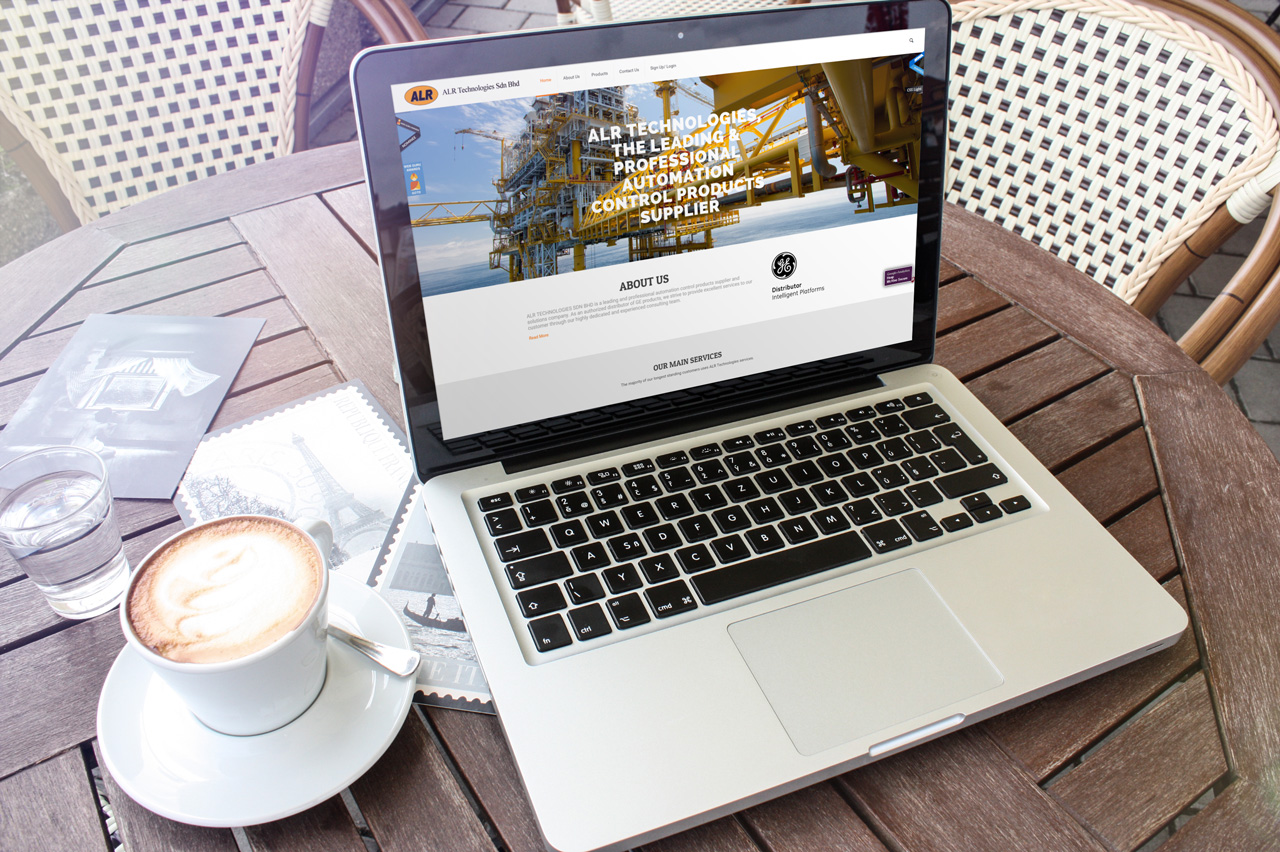 ALR
ALR Technologies Sdn Bhd
Home
About Us
Products
Contact Us
Sign Up/ Login
ALR TECHNOLOGIES,
THE LEADING &
PROFESSIONAL
AUTOMATION
CONTROL PRODUCTS
SUPPLIER
ABOUT US
ALR TECHNOLOGIES SDN BHD is a leading and professional automation control products supplier and
solutions company. As an authorized distributor of GE products, we strive to provide excellent services to our
customer through our highly dedicated and experienced consulting team.
Read More
GE
Distributor
Intelligent Platforms
OUR MAIN SERVICES
The majority of our longest standing customers uses ALR Technologies services
esc
Q W E R T Z U I O P
A S D F G H J K L
Y X C V B N M
fn ctrl alt cmd ⌘
⌘ cmd